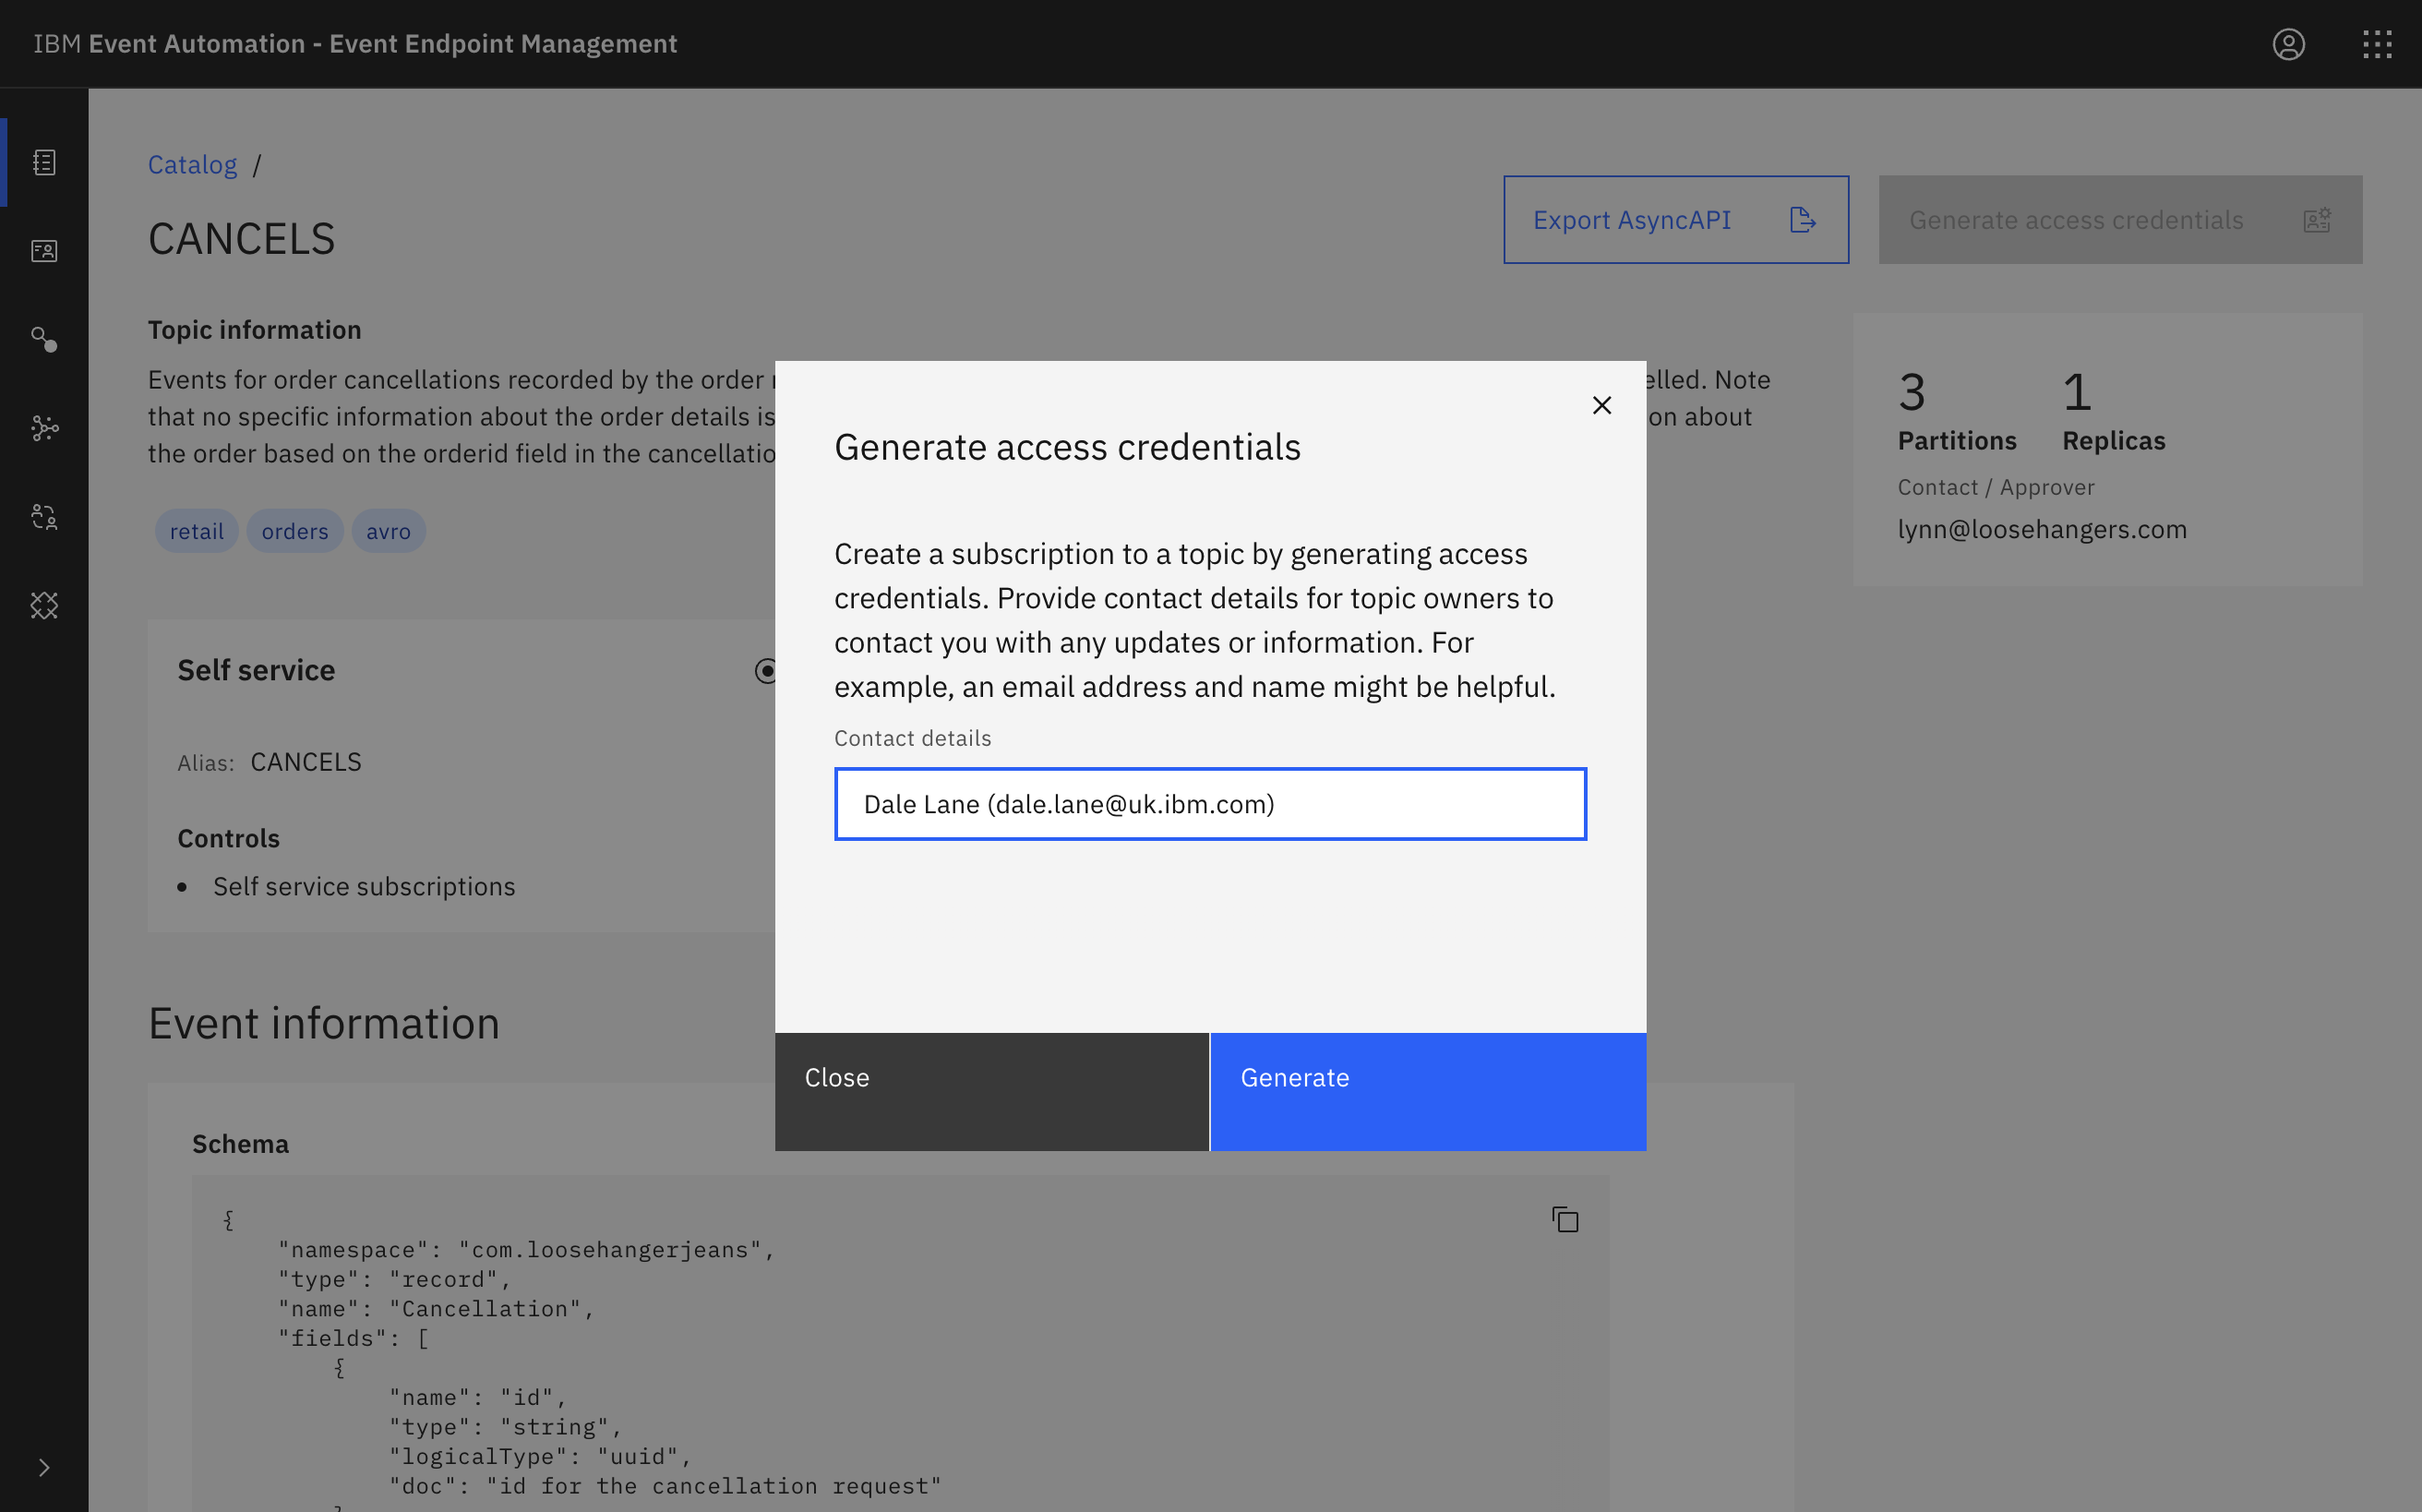 IBM Event Automation - Event Endpoint Management
Catalog /
CANCELS
Export AsyncAPI
Generate access credentials
Topic information
Events for order cancellations recorded by the order
elled. Note
that no specific information about the order details is
on about
the order based on the orderid field in the cancellatio
retail
orders
avro
3
Partitions
1
Replicas
Contact / Approver
lynn@loosehangers.com
Self service
Alias: CANCELS
Controls
Self service subscriptions
Event information
Schema
{
"namespace": "com.loosehangerjeans",
"type": "record",
"name": "Cancellation",
"fields": [
{
"name": "id",
"type": "string",
"logicalType": "uuid",
"doc": "id for the cancellation request"
Generate access credentials
Create a subscription to a topic by generating access
credentials. Provide contact details for topic owners to
contact you with any updates or information. For
example, an email address and name might be helpful.
Contact details
Dale Lane (dale.lane@uk.ibm.com)
Close
Generate